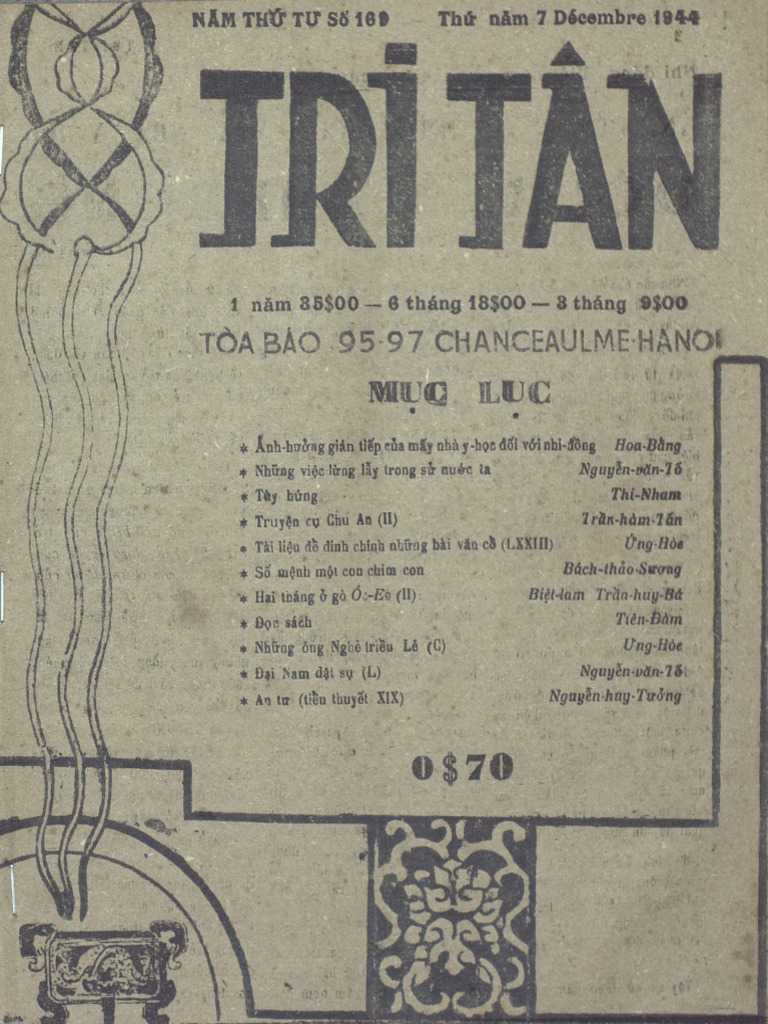 NĂM THỨ TƯ Số 169 Thứ năm 7 Décembre 1944
TRI TÂN
1 năm 35$00 — 6 tháng 18$00 — 3 tháng 9$00
TÒA BÁO 95-97 CHANCEAULME-HÀNOI
MỤC LỤC
* Ảnh-hưởng gián tiếp của mấy nhà y-học đối với nhi-đồng Hoa-Bằng
* Những việc lừng lẫy trong sử nước ta Nguyễn-văn-Tố
* Tây hứng Thi-Nham
* Truyện cụ Chu An (II) Trần-hàm-Tấn
* Tài liệu để đính chính những bài văn cổ (LXXIII) Ứng-Hòe
* Số mệnh một con chim con Bách-thảo-Sương
* Hai tháng ở gò Óc-Eo (II) Biệt-lam Trần-huy-Bá
* Đọc sách Tiên-Đàm
* Những ông Nghè triều Lê (C) Ưng-Hòe
* Đại Nam dật sự (L) Nguyễn-văn-Tố
* An tư (tiểu thuyết XIX) Nguyễn-huy-Tưởng
0$70